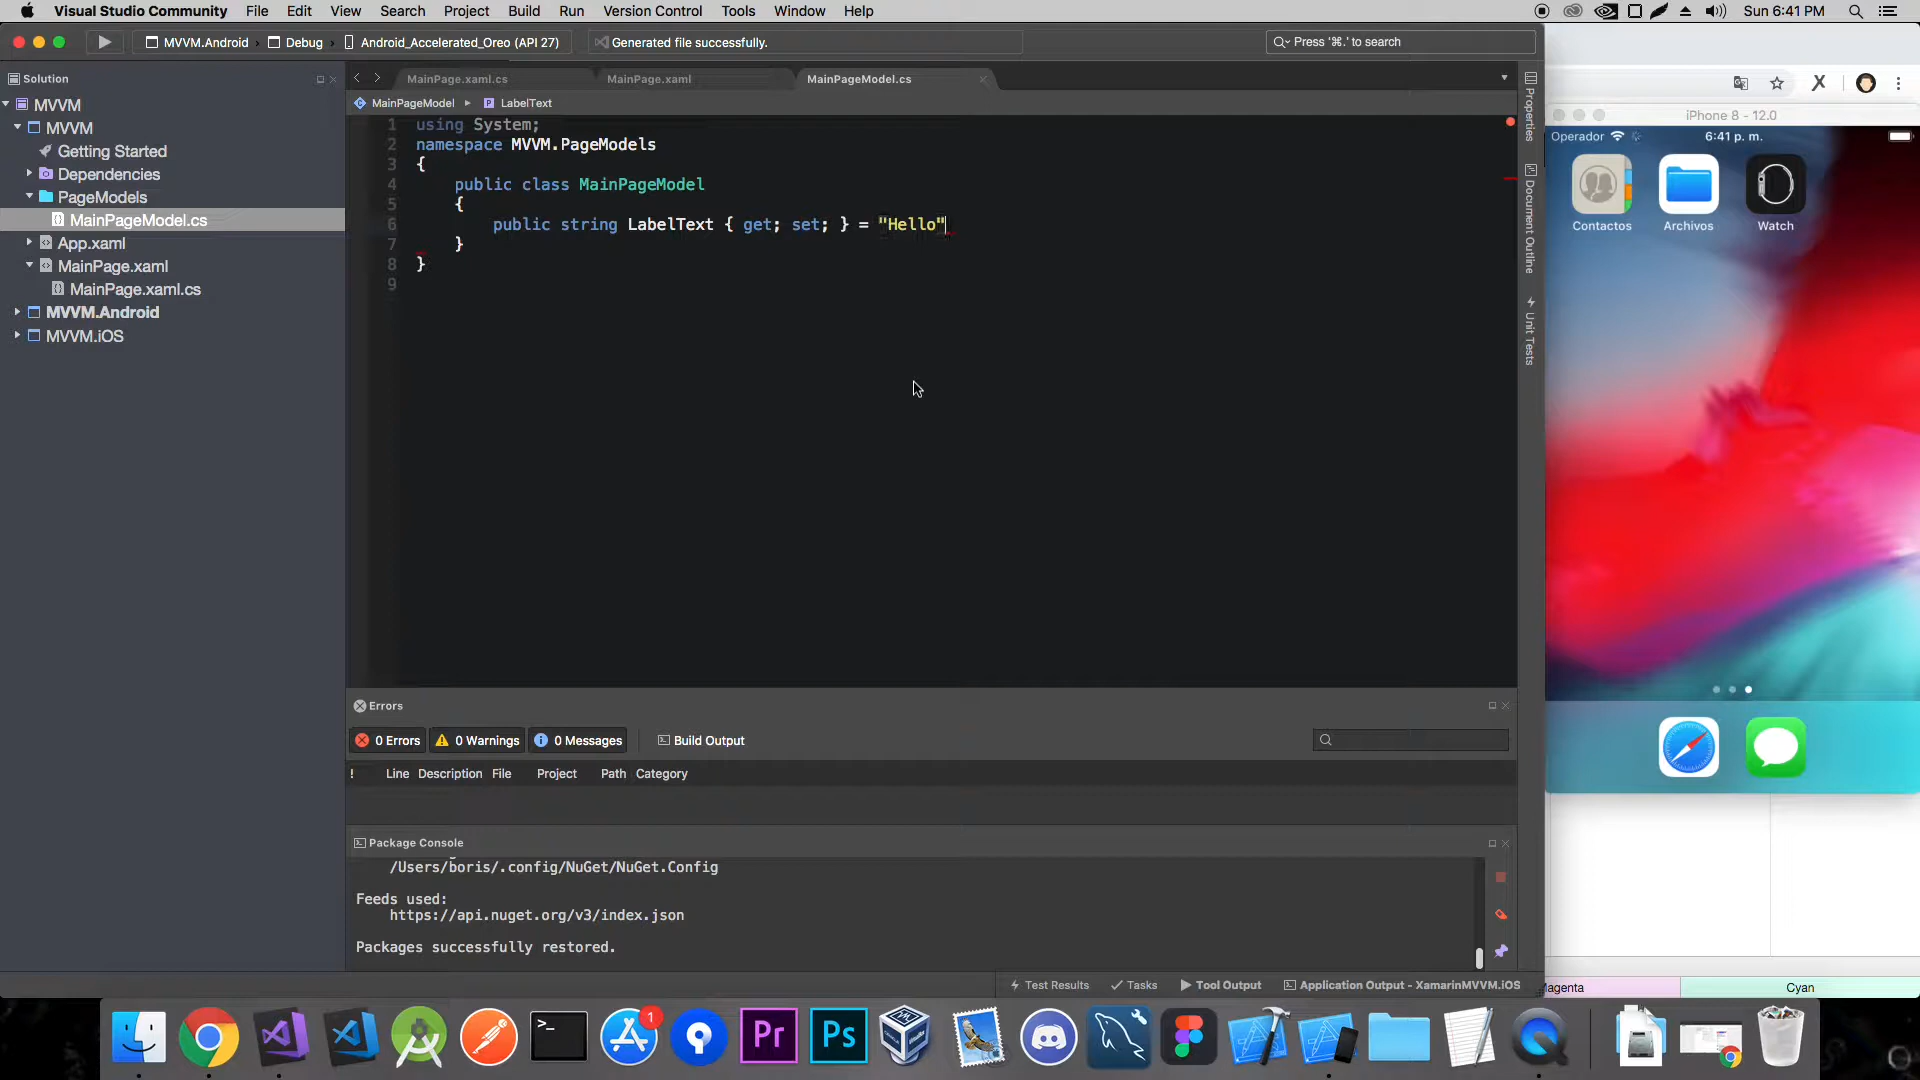 Visual Studio Community File Edit View Search Project Build Run Version Control Tools Window Help Sun 6:41 PM
MVVM.Android Debug Android_Accelerated_Oreo (API 27) Generated file successfully. Press '⌘.' to search
Solution
MainPage.xaml.cs MainPage.xaml MainPageModel.cs
MainPageModel LabelText
MVVM
MVVM
Getting Started
Dependencies
PageModels
MainPageModel.cs
App.xaml
MainPage.xaml
MainPage.xaml.cs
MVVM.Android
MVVM.iOS
1 using System;
2 namespace MVVM.PageModels
3 {
4 public class MainPageModel
5 {
6 public string LabelText { get; set; } = "Hello"
7 }
8 }
9
Properties
Document Outline
Unit Tests
iPhone 8 - 12.0
Operador 6:41 p. m.
Contactos Archivos Watch
Errors
0 Errors 0 Warnings 0 Messages Build Output
! Line Description File Project Path Category
Package Console
/Users/boris/.config/NuGet/NuGet.Config
Feeds used:
https://api.nuget.org/v3/index.json
Packages successfully restored.
Test Results Tasks Tool Output Application Output - XamarinMVVM.iOS
Cyan
>_
1
Pr
Ps